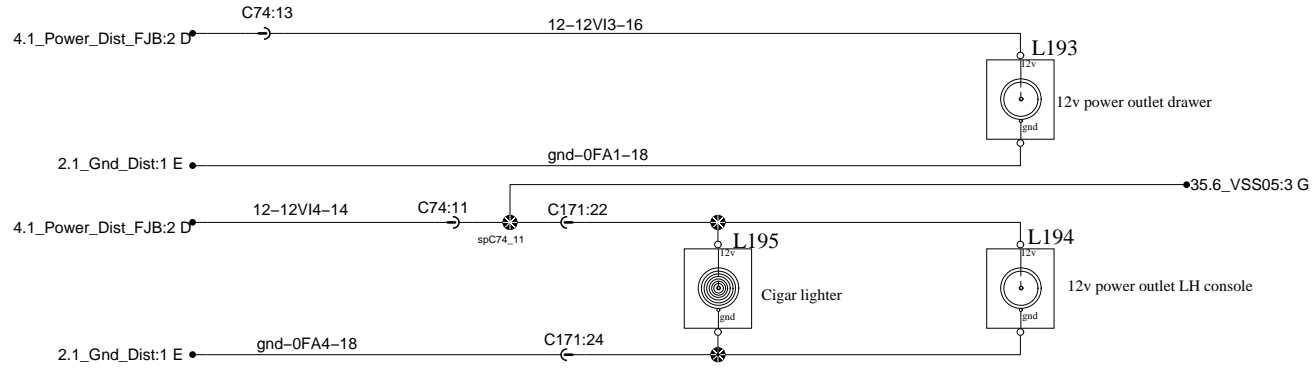 C74:13
4.1_Power_Dist_FJB:2 D
12–12VI3–16
L193
12v
12v power outlet drawer
gnd
2.1_Gnd_Dist:1 E
gnd–0FA1–18
35.6_VSS05:3 G
4.1_Power_Dist_FJB:2 D
12–12VI4–14
C74:11
C171:22
spC74_11
L195
L194
12v
12v
Cigar lighter
12v power outlet LH console
gnd
gnd
2.1_Gnd_Dist:1 E
gnd–0FA4–18
C171:24